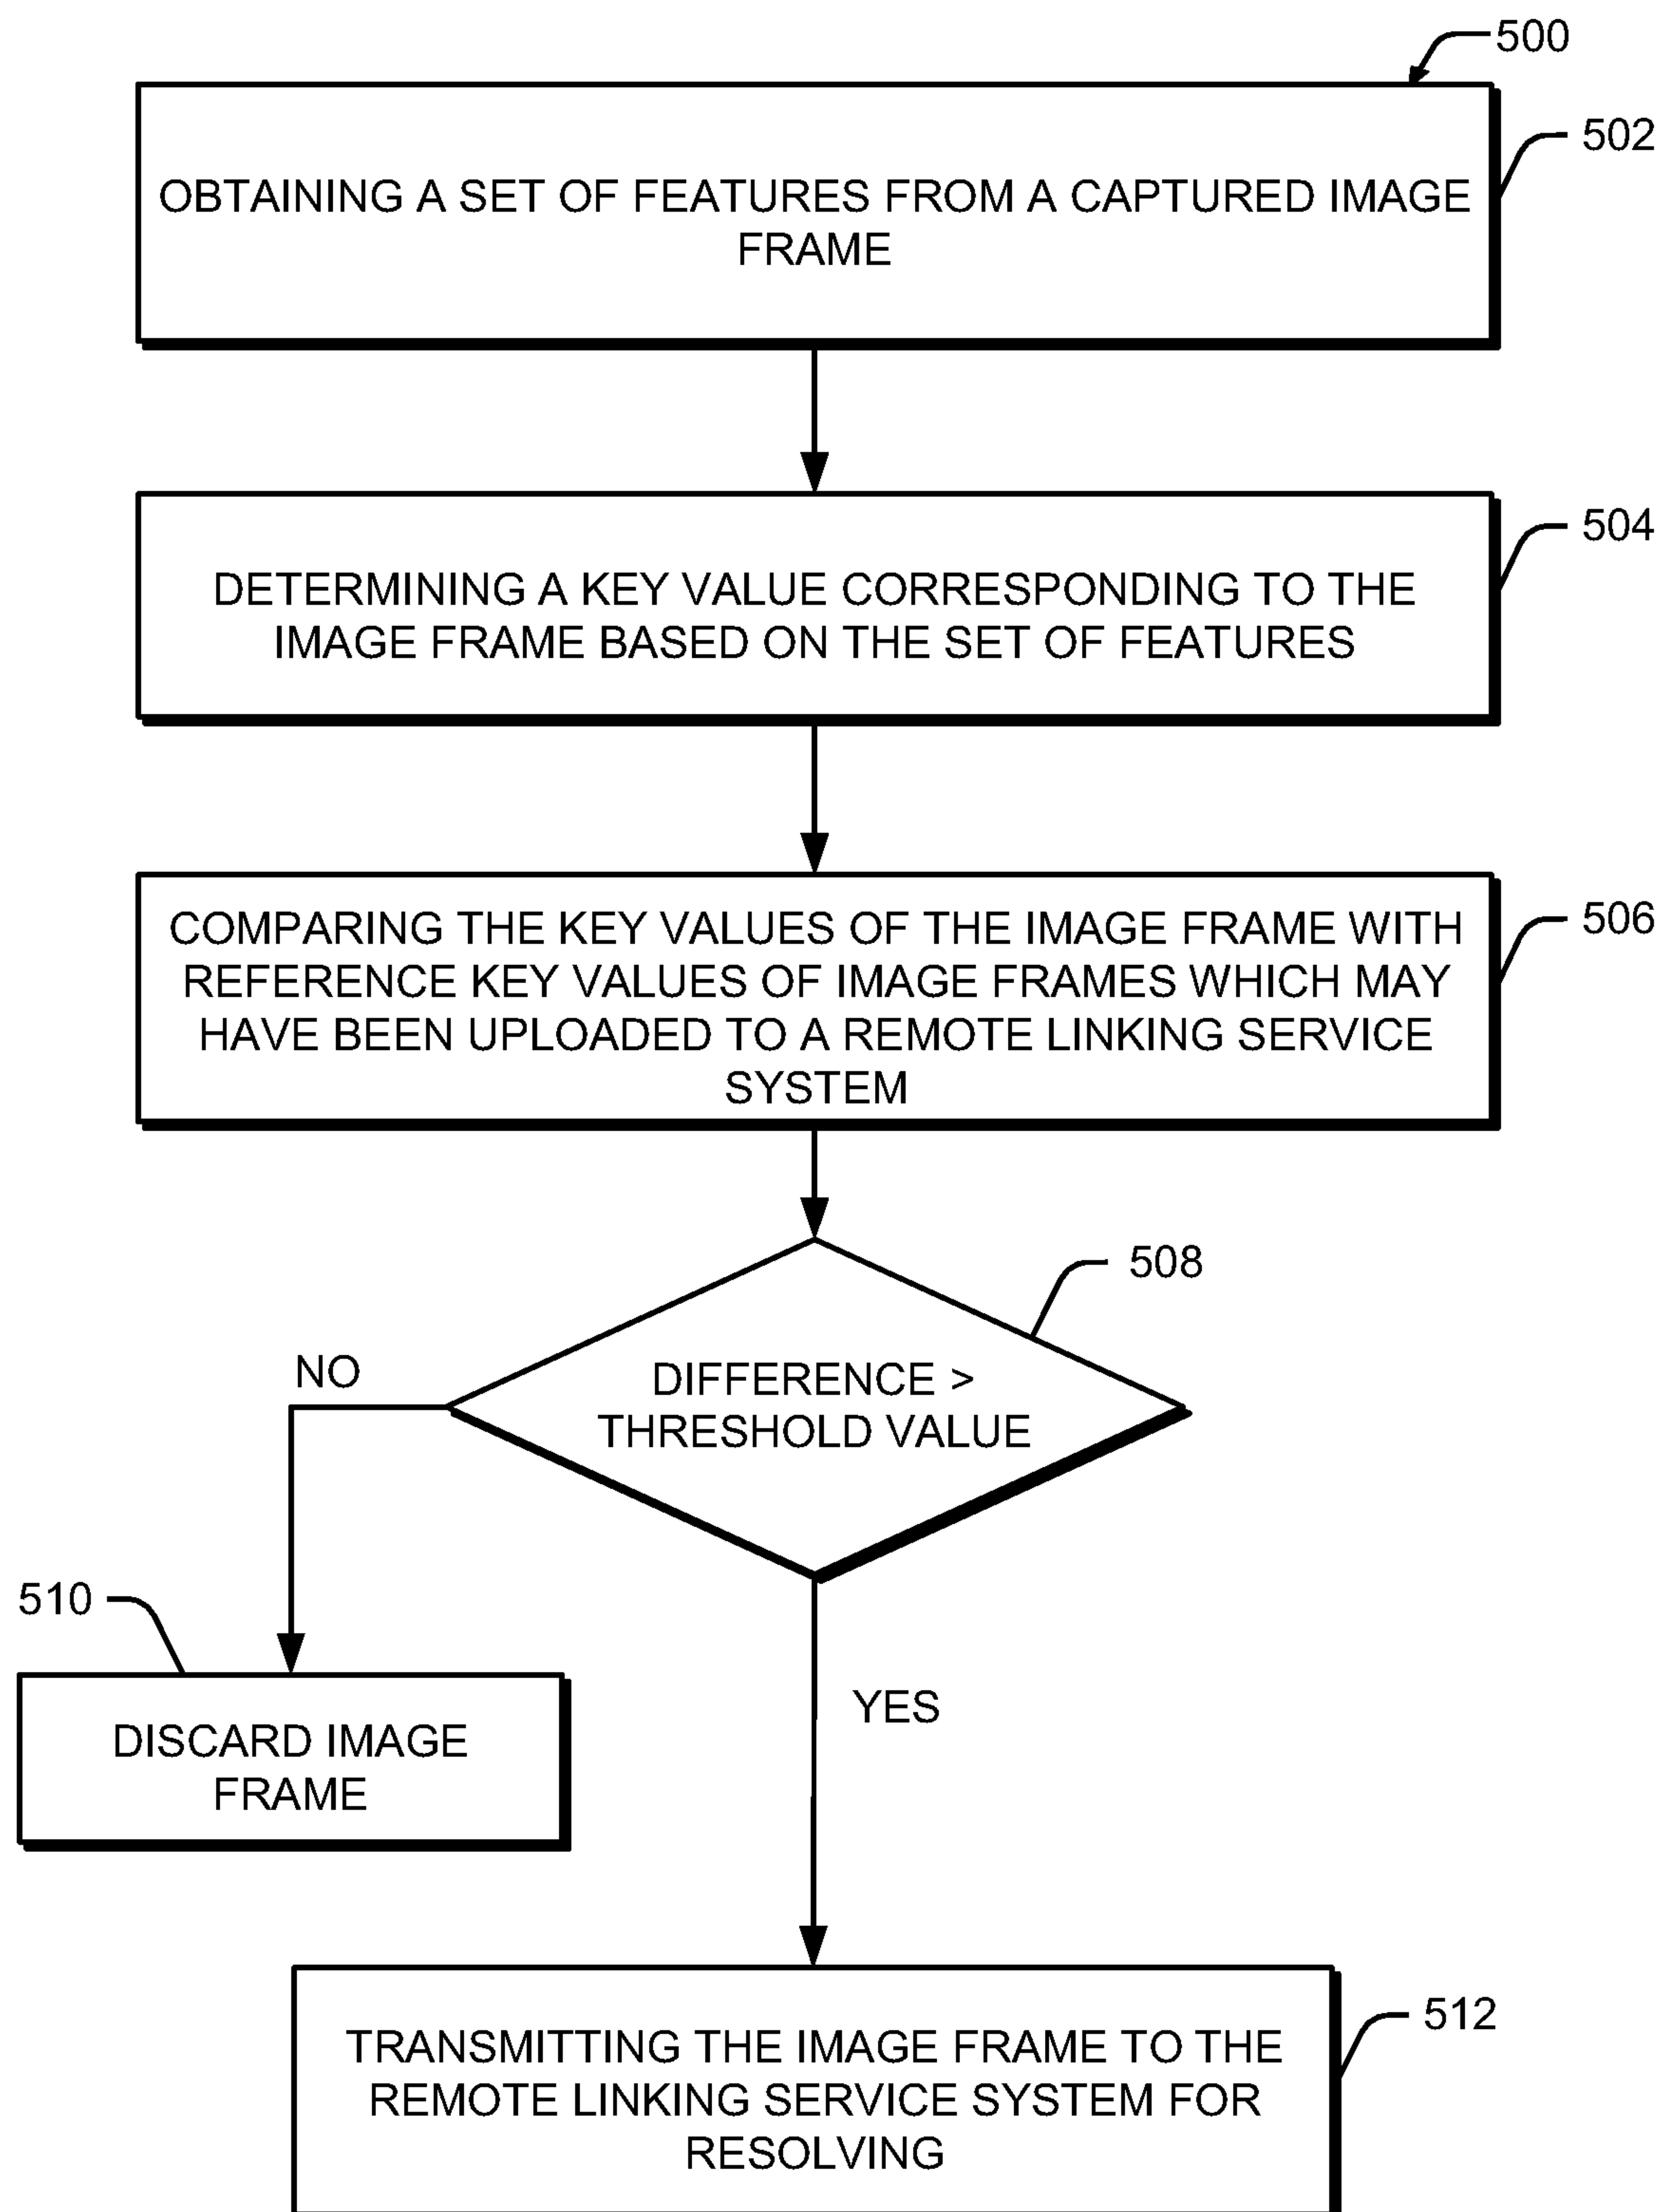 500
502
OBTAINING A SET OF FEATURES FROM A CAPTURED IMAGE
FRAME
504
DETERMINING A KEY VALUE CORRESPONDING TO THE
IMAGE FRAME BASED ON THE SET OF FEATURES
506
COMPARING THE KEY VALUES OF THE IMAGE FRAME WITH
REFERENCE KEY VALUES OF IMAGE FRAMES WHICH MAY
HAVE BEEN UPLOADED TO A REMOTE LINKING SERVICE
SYSTEM
508
DIFFERENCE >
THRESHOLD VALUE
NO
510
DISCARD IMAGE
FRAME
YES
512
TRANSMITTING THE IMAGE FRAME TO THE
REMOTE LINKING SERVICE SYSTEM FOR
RESOLVING